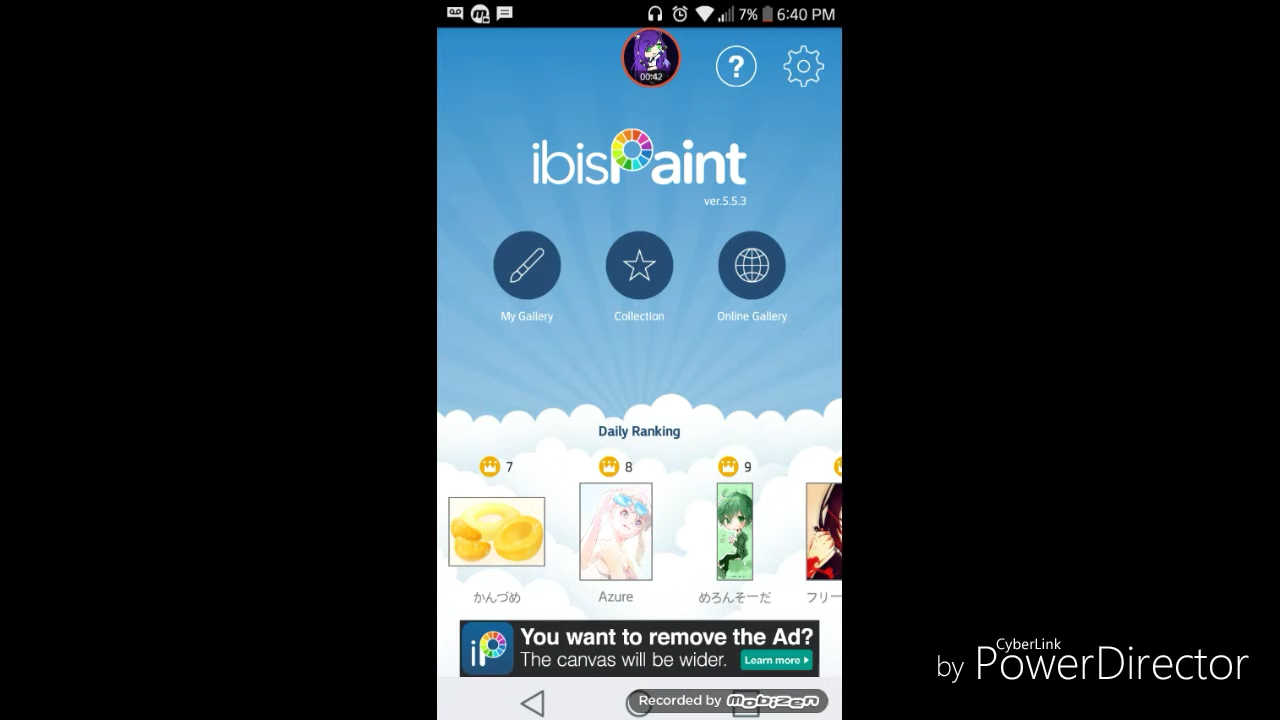 7% 6:40 PM
00:42
?
ibisPaint
ver.5.5.3
My Gallery Collection Online Gallery
Daily Ranking
7 8 9
かんづめ Azure めろんそーだ フリー
iP You want to remove the Ad?
The canvas will be wider. Learn more
Recorded by MOBIZEN
CyberLink
by PowerDirector